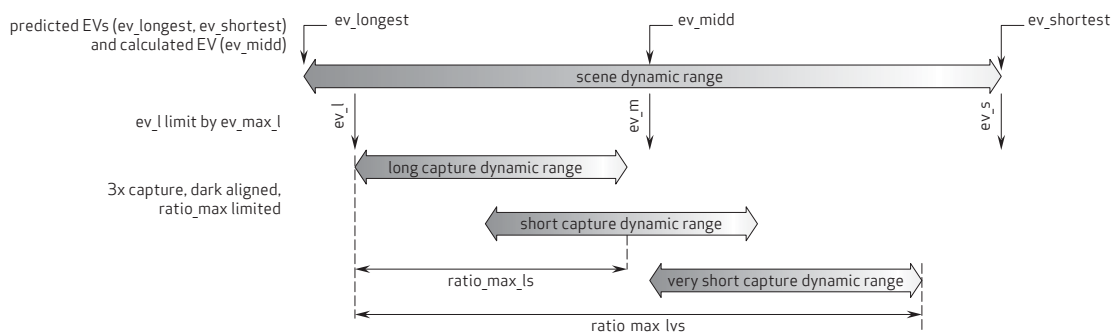 predicted EVs (ev_longest, ev_shortest)
and calculated EV (ev_midd)
ev_longest
ev_midd
ev_shortest
scene dynamic range
ev_l limit by ev_max_l
ev_l
ev_m
ev_s
long capture dynamic range
3x capture, dark aligned,
ratio_max limited
short capture dynamic range
ratio_max_ls
very short capture dynamic range
ratio_max_lvs